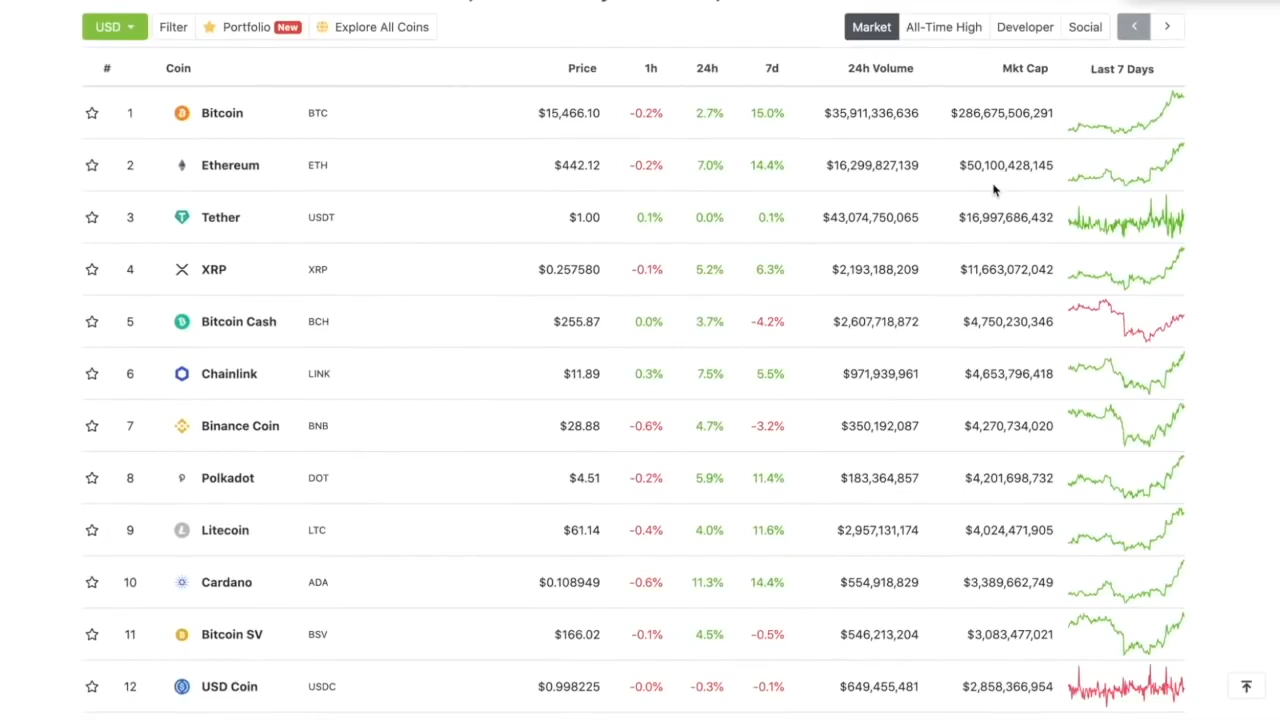 USD Filter Portfolio New Explore All Coins Market All-Time High Developer Social
# Coin Price 1h 24h 7d 24h Volume Mkt Cap Last 7 Days
1 Bitcoin BTC $15,466.10 -0.2% 2.7% 15.0% $35,911,336,636 $286,675,506,291
2 Ethereum ETH $442.12 -0.2% 7.0% 14.4% $16,299,827,139 $50,100,428,145
3 Tether USDT $1.00 0.1% 0.0% 0.1% $43,074,750,065 $16,997,686,432
4 XRP XRP $0.257580 -0.1% 5.2% 6.3% $2,193,188,209 $11,663,072,042
5 Bitcoin Cash BCH $255.87 0.0% 3.7% -4.2% $2,607,718,872 $4,750,230,346
6 Chainlink LINK $11.89 0.3% 7.5% 5.5% $971,939,961 $4,653,796,418
7 Binance Coin BNB $28.88 -0.6% 4.7% -3.2% $350,192,087 $4,270,734,020
8 Polkadot DOT $4.51 -0.2% 5.9% 11.4% $183,364,857 $4,201,698,732
9 Litecoin LTC $61.14 -0.4% 4.0% 11.6% $2,957,131,174 $4,024,471,905
10 Cardano ADA $0.108949 -0.6% 11.3% 14.4% $554,918,829 $3,389,662,749
11 Bitcoin SV BSV $166.02 -0.1% 4.5% -0.5% $546,213,204 $3,083,477,021
12 USD Coin USDC $0.998225 -0.0% -0.3% -0.1% $649,455,481 $2,858,366,954